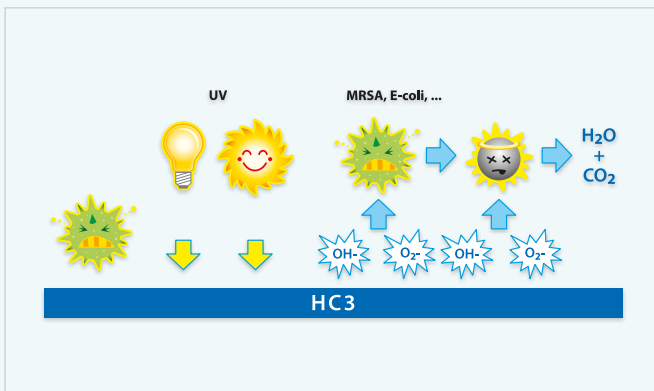 UV
MRSA, E-coli, ...
H₂O
+
CO₂
OH-
O₂-
OH-
O₂-
HC3